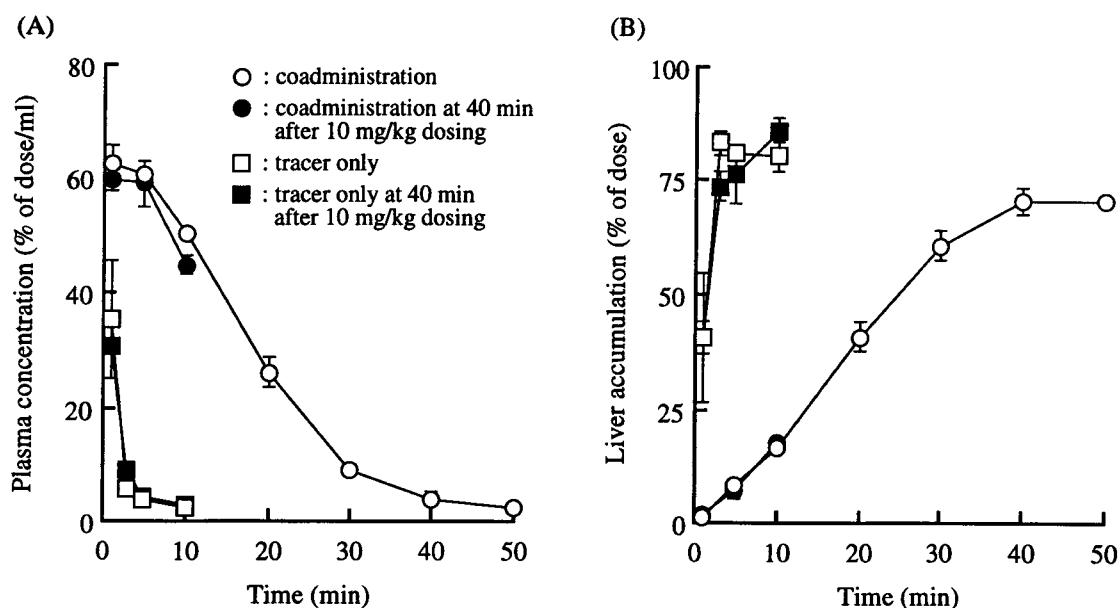 (A)
(B)
80
60
40
20
0
0 10 20 30 40 50
Plasma concentration (% of dose/ml)
Time (min)
: coadministration
: coadministration at 40 min
after 10 mg/kg dosing
: tracer only
: tracer only at 40 min
after 10 mg/kg dosing
100
75
50
25
0
0 10 20 30 40 50
Liver accumulation (% of dose)
Time (min)